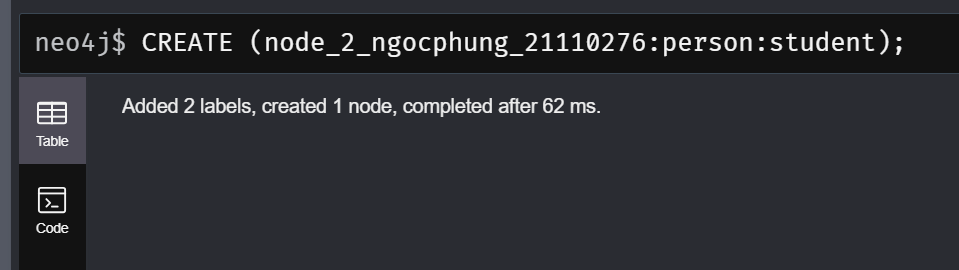 neo4j$ CREATE (node_2_ngocphung_21110276:person:student);
Added 2 labels, created 1 node, completed after 62 ms.
Table
Code